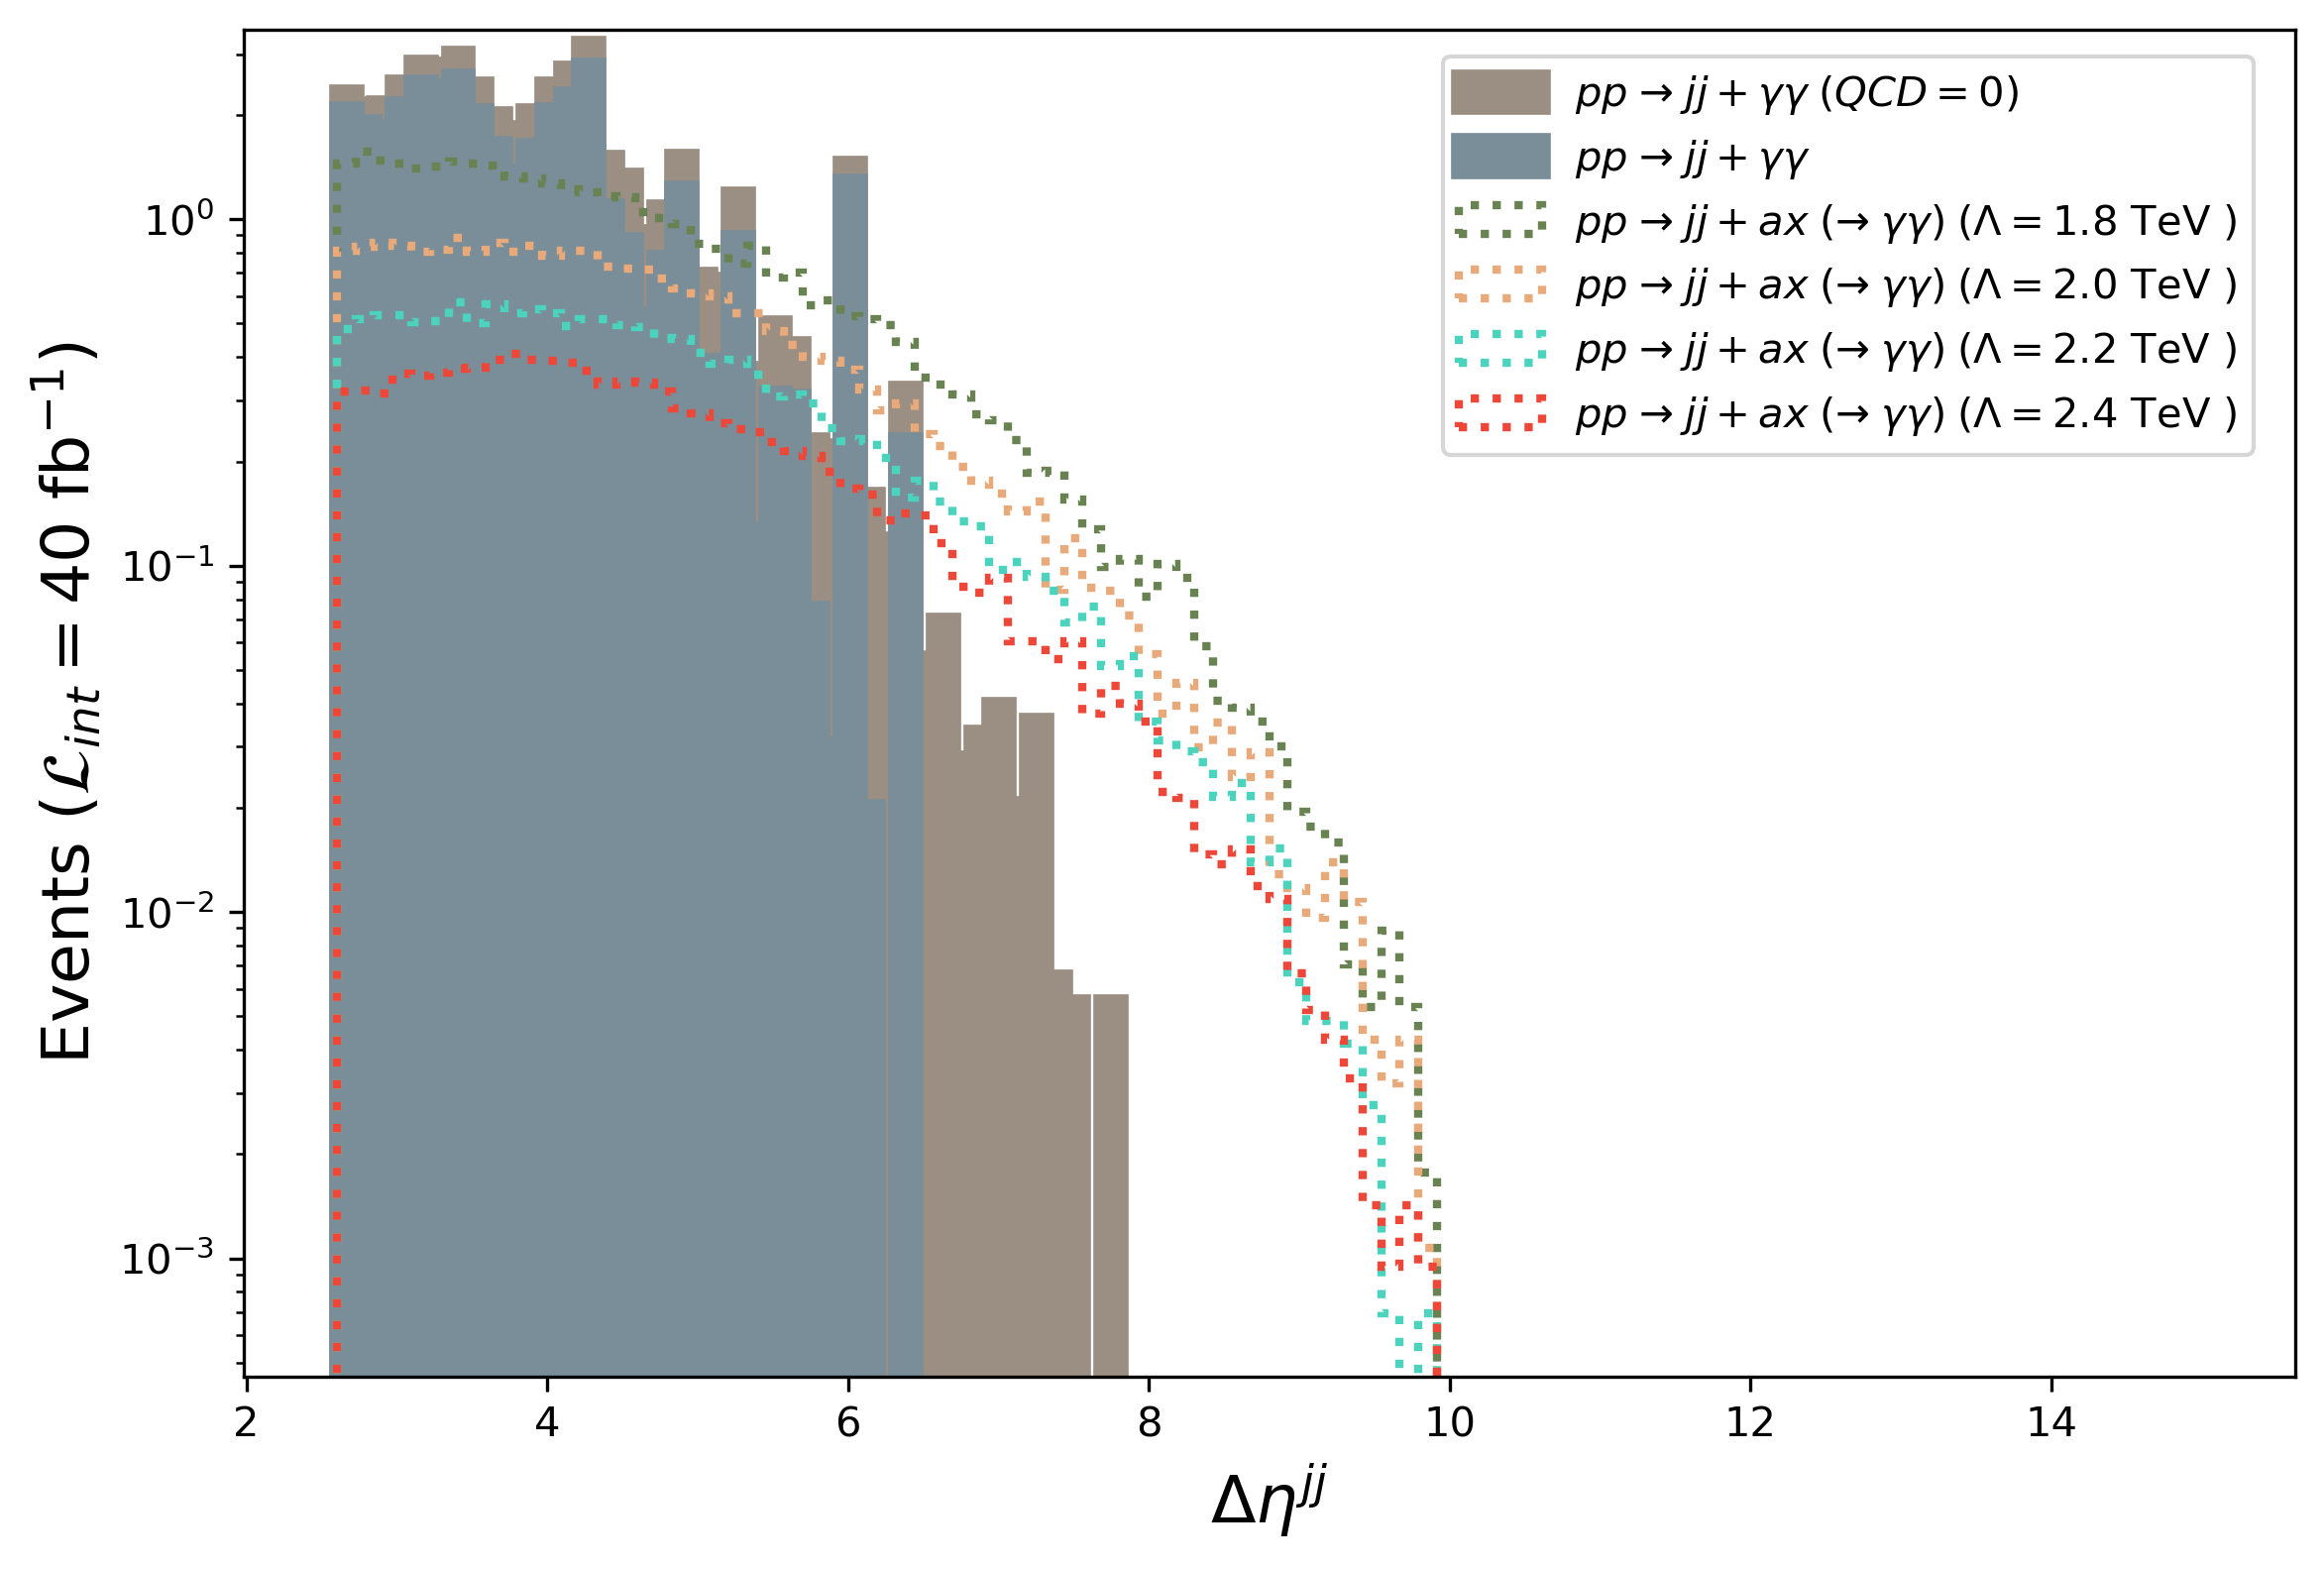 pp → jj + γγ (QCD = 0)
pp → jj + γγ
pp → jj + ax (→ γγ) (Λ = 1.8 TeV )
pp → jj + ax (→ γγ) (Λ = 2.0 TeV )
pp → jj + ax (→ γγ) (Λ = 2.2 TeV )
pp → jj + ax (→ γγ) (Λ = 2.4 TeV )
Events (ℒ_int = 40 fb⁻¹)
10⁰
10⁻¹
10⁻²
10⁻³
2 4 6 8 10 12 14
Δη^jj